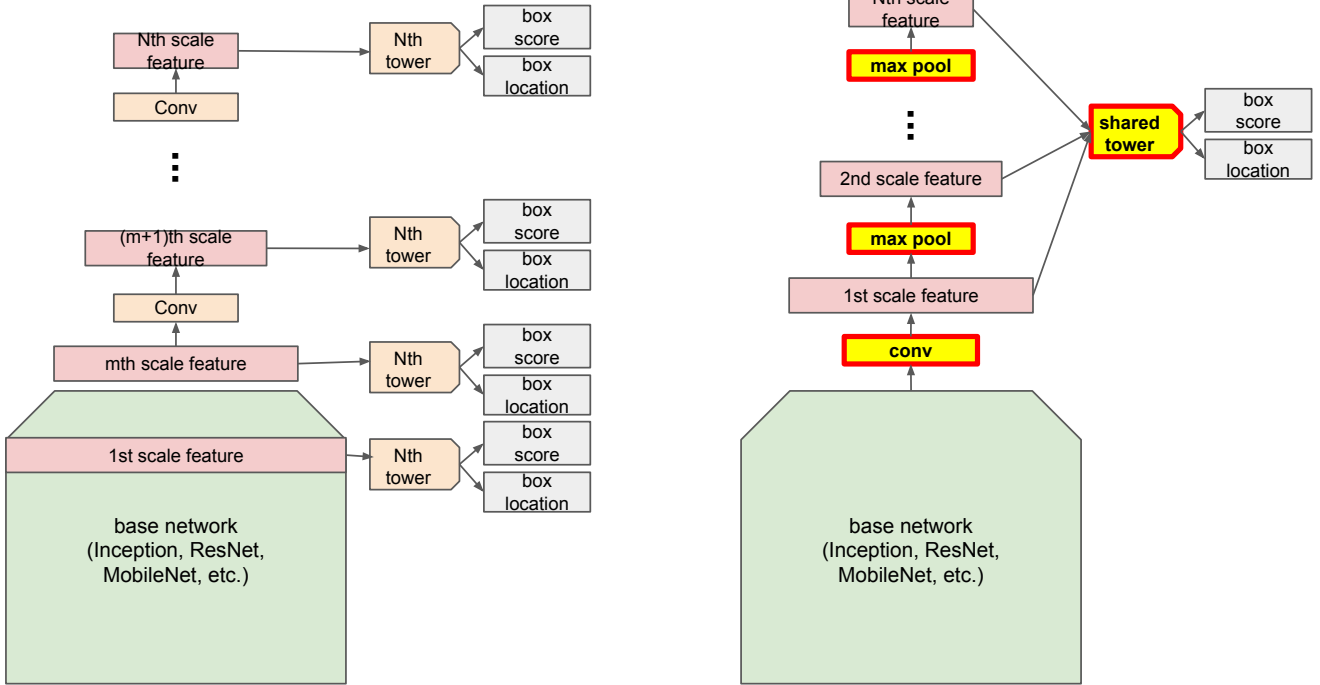 Nth scale
feature
Nth
tower
box
score
box
location
Conv
⋮
(m+1)th scale
feature
Nth
tower
box
score
box
location
Conv
mth scale feature
Nth
tower
box
score
box
location
1st scale feature
Nth
tower
box
score
box
location
base network
(Inception, ResNet,
MobileNet, etc.)
Nth scale
feature
max pool
⋮
shared
tower
box
score
box
location
2nd scale feature
max pool
1st scale feature
conv
base network
(Inception, ResNet,
MobileNet, etc.)